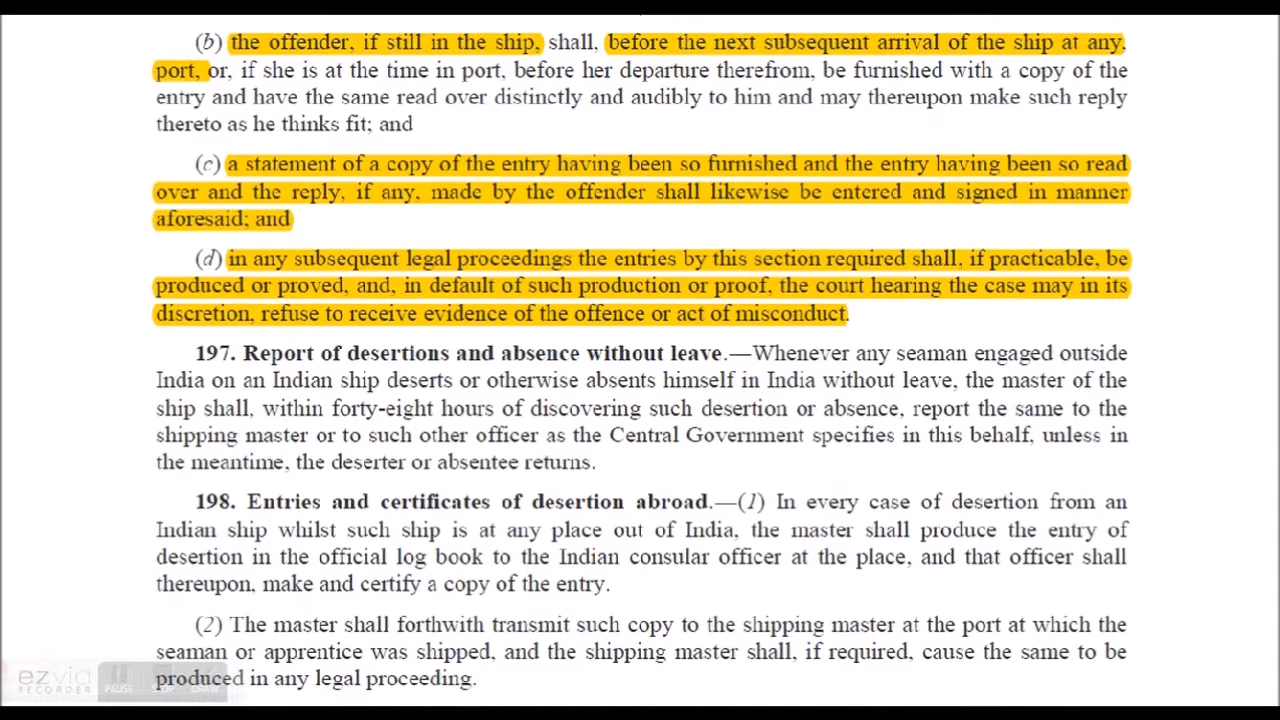 (b) the offender, if still in the ship, shall, before the next subsequent arrival of the ship at any,
port, or, if she is at the time in port, before her departure therefrom, be furnished with a copy of the
entry and have the same read over distinctly and audibly to him and may thereupon make such reply
thereto as he thinks fit; and
(c) a statement of a copy of the entry having been so furnished and the entry having been so read
over and the reply, if any, made by the offender shall likewise be entered and signed in manner
aforesaid; and
(d) in any subsequent legal proceedings the entries by this section required shall, if practicable, be
produced or proved, and, in default of such production or proof, the court hearing the case may in its
discretion, refuse to receive evidence of the offence or act of misconduct.
197. Report of desertions and absence without leave.—Whenever any seaman engaged outside
India on an Indian ship deserts or otherwise absents himself in India without leave, the master of the
ship shall, within forty-eight hours of discovering such desertion or absence, report the same to the
shipping master or to such other officer as the Central Government specifies in this behalf, unless in
the meantime, the deserter or absentee returns.
198. Entries and certificates of desertion abroad.—(1) In every case of desertion from an
Indian ship whilst such ship is at any place out of India, the master shall produce the entry of
desertion in the official log book to the Indian consular officer at the place, and that officer shall
thereupon, make and certify a copy of the entry.
(2) The master shall forthwith transmit such copy to the shipping master at the port at which the
seaman or apprentice was shipped, and the shipping master shall, if required, cause the same to be
produced in any legal proceeding.
ezvid
RECORDER
PAUSE STOP DRAW